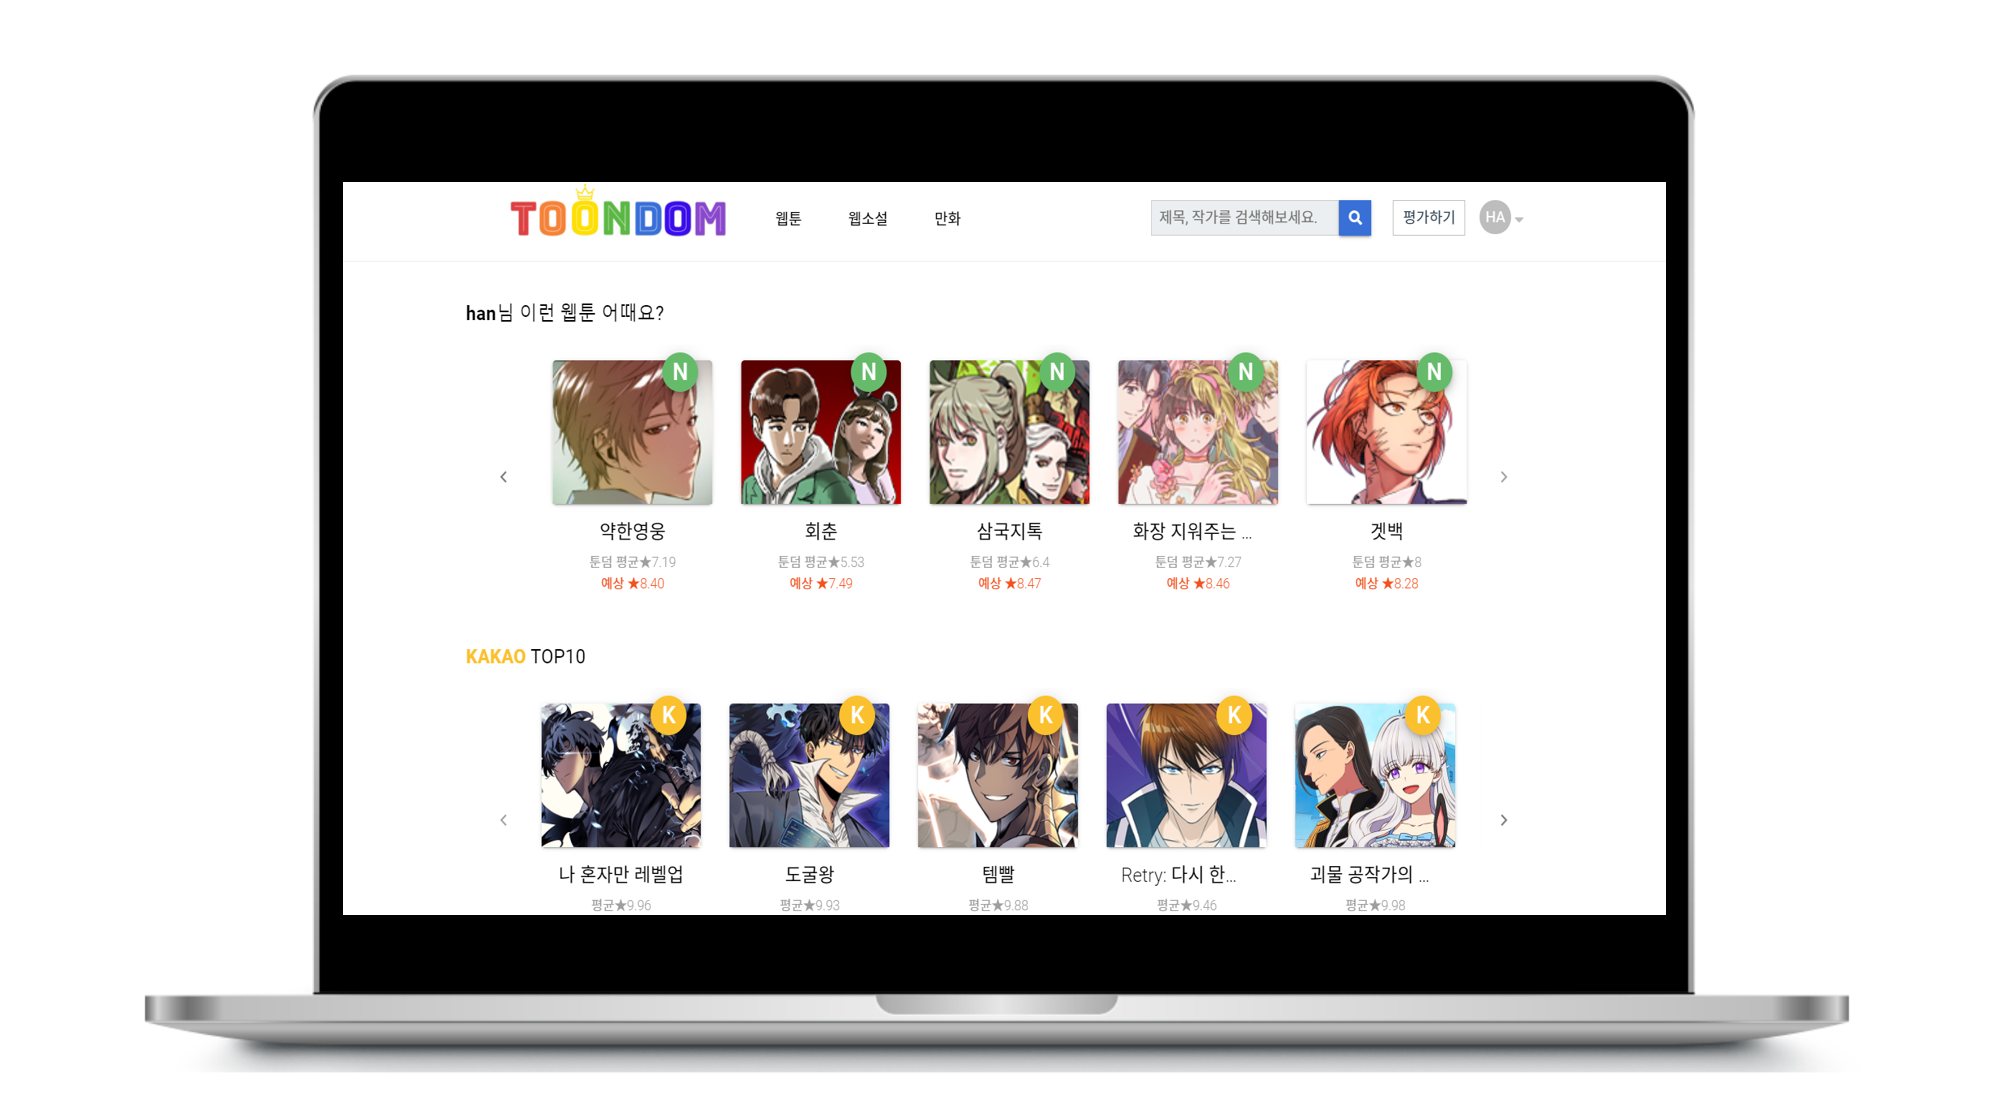 TOONDOM 웹툰 웹소설 만화 제목, 작가를 검색해보세요. 평가하기 HA
han님 이런 웹툰 어때요?
N N N N N
약한영웅 회춘 삼국지톡 화장 지워주는 ... 겟백
툰덤 평균★7.19 툰덤 평균★5.53 툰덤 평균★6.4 툰덤 평균★7.27 툰덤 평균★8
예상 ★8.40 예상 ★7.49 예상 ★8.47 예상 ★8.46 예상 ★8.28
KAKAO TOP10
K K K K K
나 혼자만 레벨업 도굴왕 템빨 Retry: 다시 한... 괴물 공작가의 ...
평균★9.96 평균★9.93 평균★9.88 평균★9.46 평균★9.98